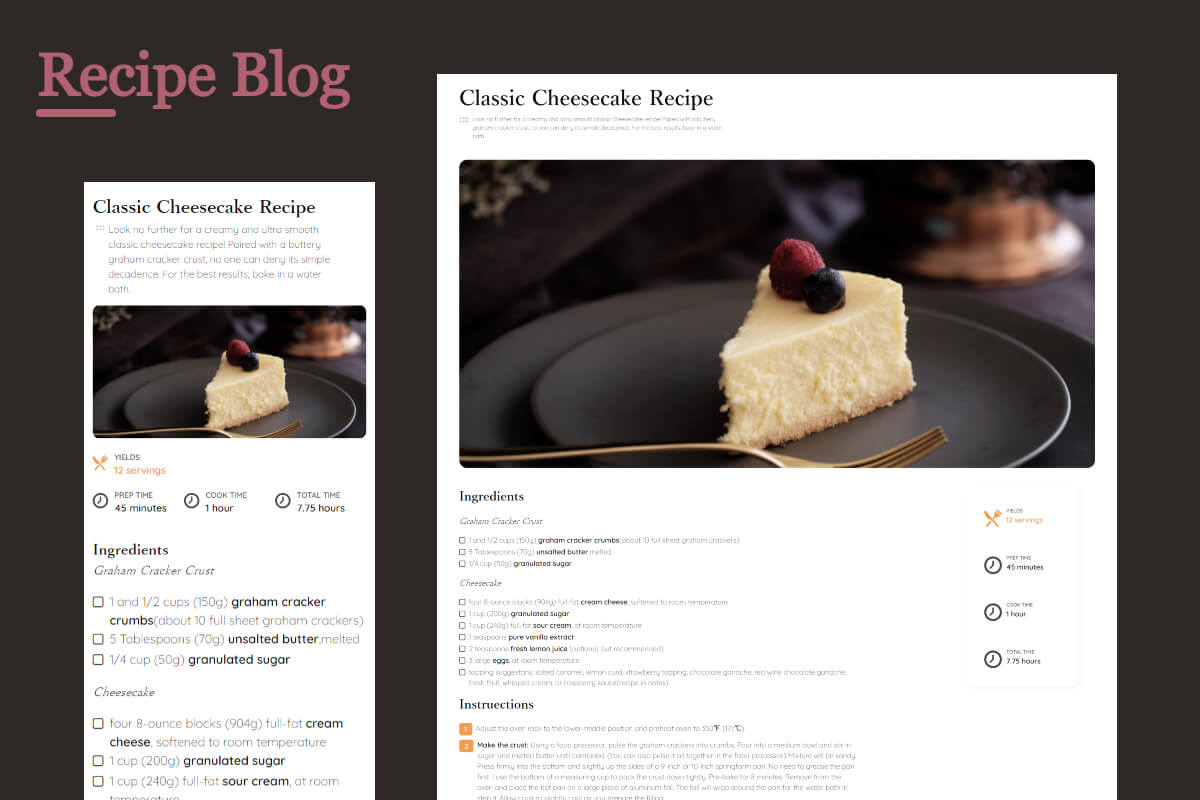 Recipe Blog
Classic Cheesecake Recipe
Look no further for a creamy and ultra smooth
classic cheesecake recipe! Paired with a buttery
graham cracker crust, no one can deny its simple
decadence. For the best results, bake in a water
bath.
YIELDS
12 servings
PREP TIME
45 minutes
COOK TIME
1 hour
TOTAL TIME
7.75 hours
Ingredients
Graham Cracker Crust
1 and 1/2 cups (150g) graham cracker
crumbs(about 10 full sheet graham crackers)
5 Tablespoons (70g) unsalted butter,melted
1/4 cup (50g) granulated sugar
Cheesecake
four 8-ounce blocks (904g) full-fat cream
cheese, softened to room temperature
1 cup (200g) granulated sugar
1 cup (240g) full-fat sour cream, at room
temperature
Classic Cheesecake Recipe
Look no further for a creamy and ultra smooth classic cheesecake recipe! Paired with a buttery
graham cracker crust, no one can deny its simple decadence. For the best results, bake in a water
bath.
Ingredients
Graham Cracker Crust
1 and 1/2 cups (150g) graham cracker crumbs(about 10 full sheet graham crackers)
5 Tablespoons (70g) unsalted butter,melted
1/4 cup (50g) granulated sugar
Cheesecake
four 8-ounce blocks (904g) full-fat cream cheese, softened to room temperature
1 cup (200g) granulated sugar
1 cup (240g) full-fat sour cream, at room temperature
1 teaspoons pure vanilla extract
2 teaspoons fresh lemon juice (optional, but recommended)
3 large eggs, at room temperature
topping suggestons: salted caramel, lemon curd, strawberry topping, chocolate ganache, red wine chocolate ganache,
fresh fruit, whipped cream, or raspberry sauce(recipe in notes)
YIELDS
12 servings
PREP TIME
45 minutes
COOK TIME
1 hour
TOTAL TIME
7.75 hours
Instruections
1 Adjust the oven rack to the lower-middle position and preheat oven to 350℉ (177℃).
2 Make the crust: Using a food processor, pulse the graham crackers into crumbs. Pour into a medium bowl and stir in
sugar and melted butter until combined. (You can also pulse it all together in the food processor.) Mixture will be sandy.
Press firmly into the bottom and slightly up the sides of a 9-inch or 10-inch springform pan. No need to grease the pan
first. I use the bottom of a measuring cup to pack the crust down tightly. Pre-bake for 8 minutes. Remove from the
oven and place the hot pan on a large piece of aluminum foil. The foil will wrap around the pan for the water bath in
step 4. Allow crust to slightly cool as you prepare the filling.